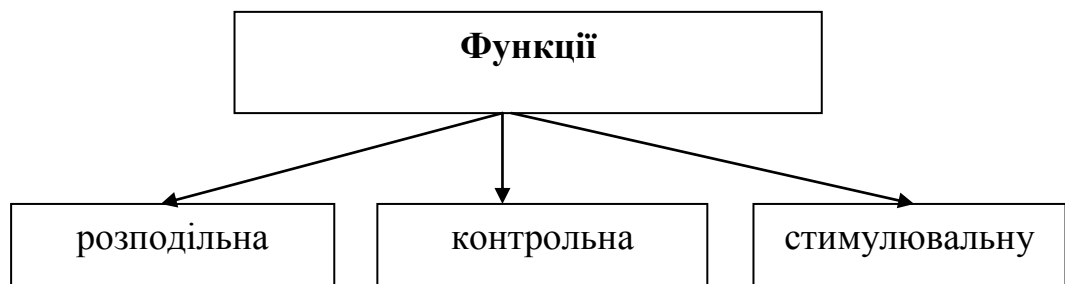 Функції
розподільна
контрольна
стимулювальну